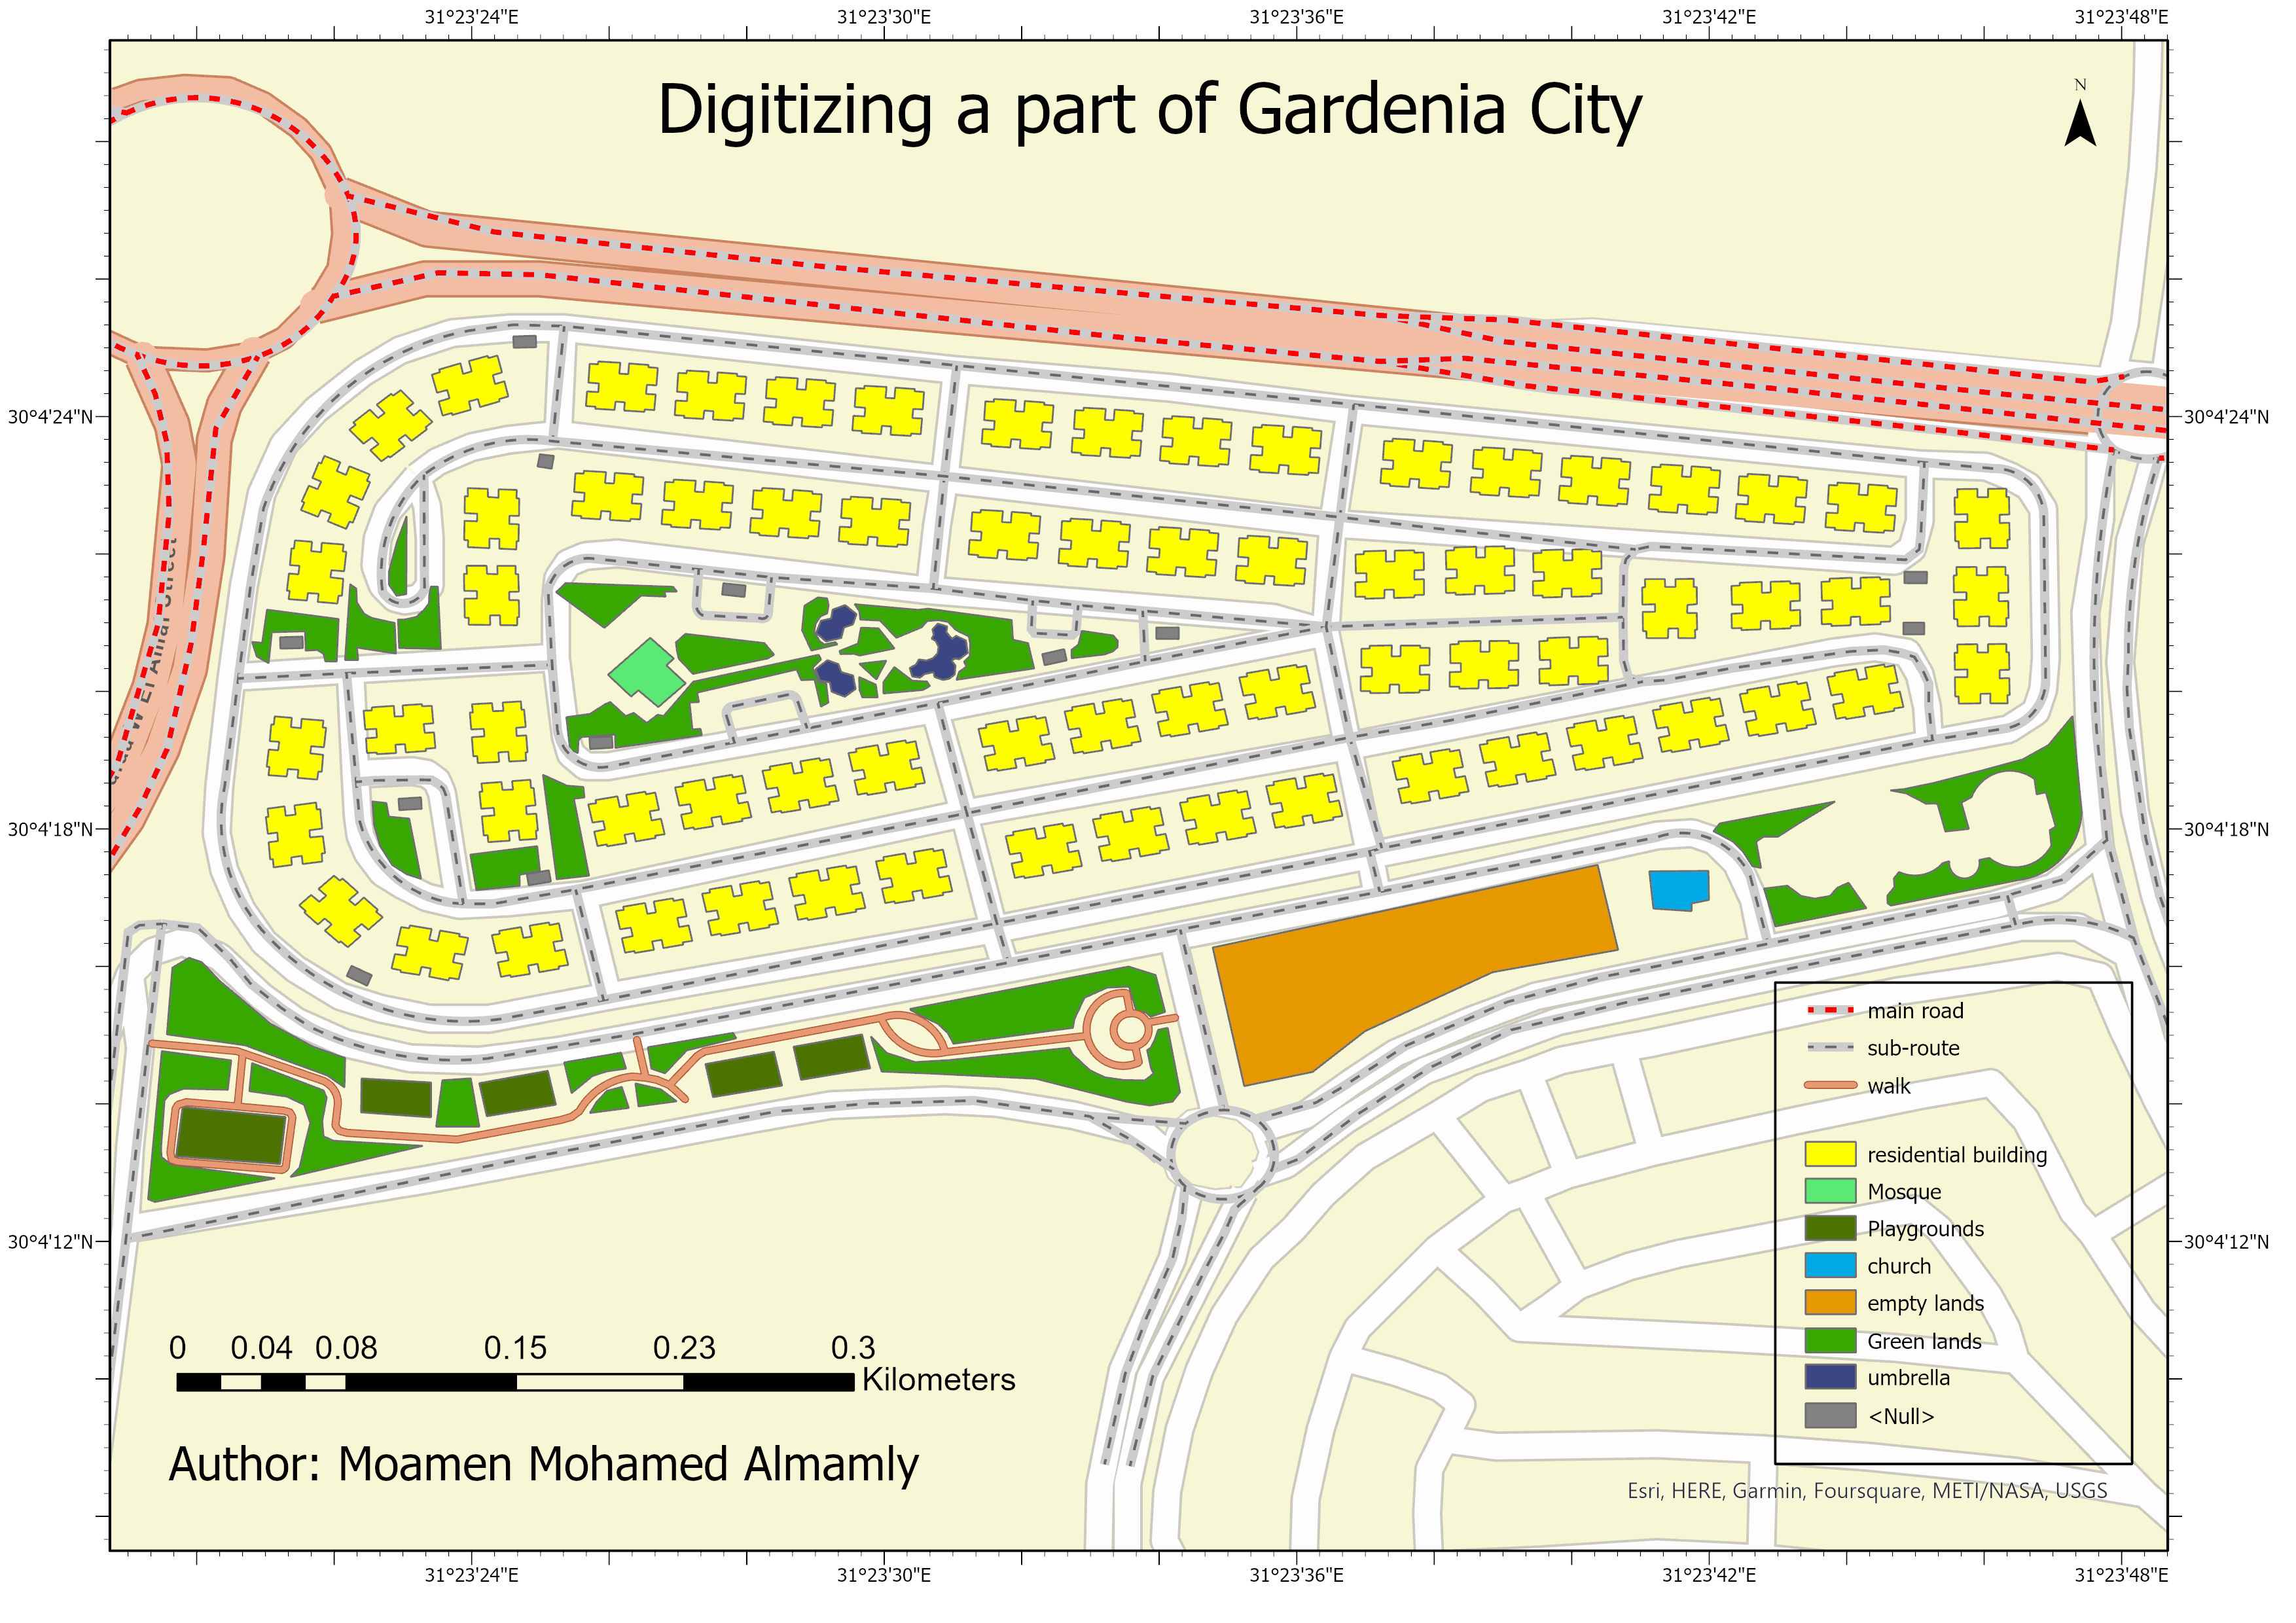 31°23'24"E 31°23'30"E 31°23'36"E 31°23'42"E 31°23'48"E
Digitizing a part of Gardenia City
N
30°4'24"N 30°4'24"N
Street
30°4'18"N 30°4'18"N
main road
sub-route
walk
residential building
Mosque
Playgrounds
church
empty lands
Green lands
umbrella
<Null>
30°4'12"N 30°4'12"N
0 0.04 0.08 0.15 0.23 0.3
Kilometers
Author: Moamen Mohamed Almamly
Esri, HERE, Garmin, Foursquare, METI/NASA, USGS
31°23'24"E 31°23'30"E 31°23'36"E 31°23'42"E 31°23'48"E